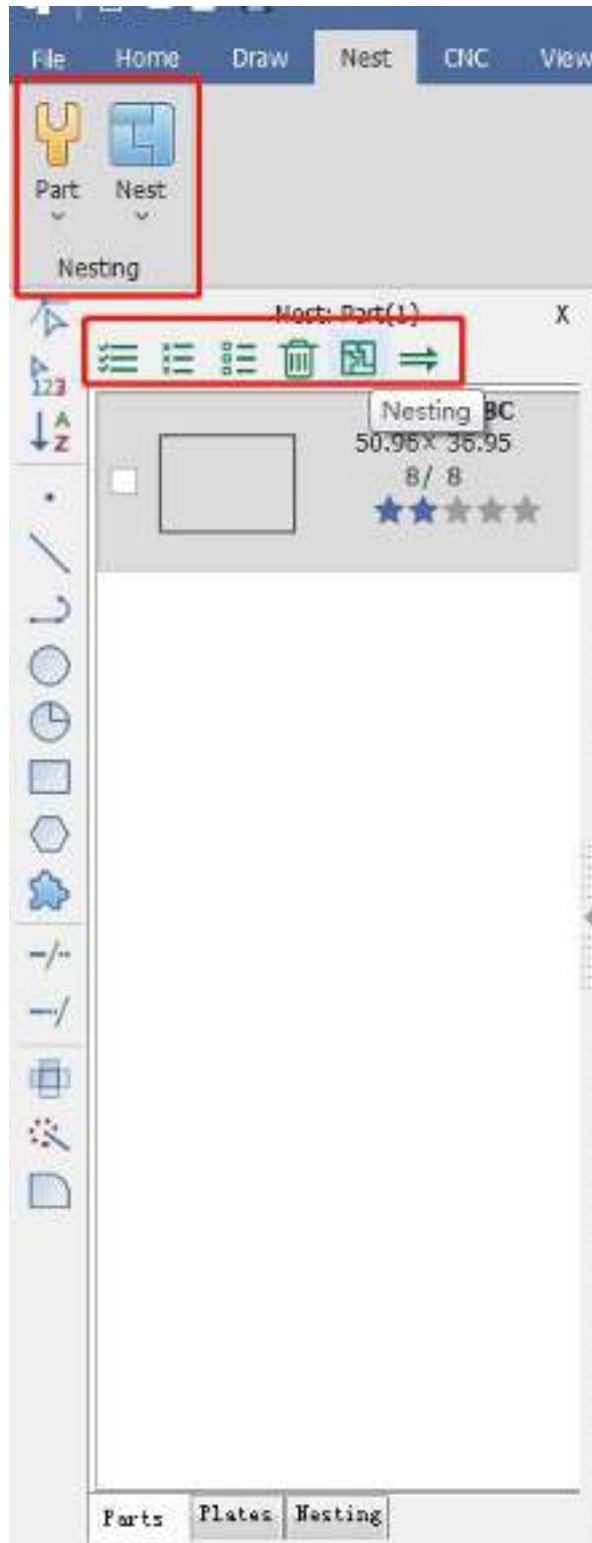 File Home Draw Nest CNC View
Part Nest
Nesting
Nest: Part(1) X
123
A
Z
Nesting BC
50.96× 36.95
8/ 8
Parts Plates Nesting